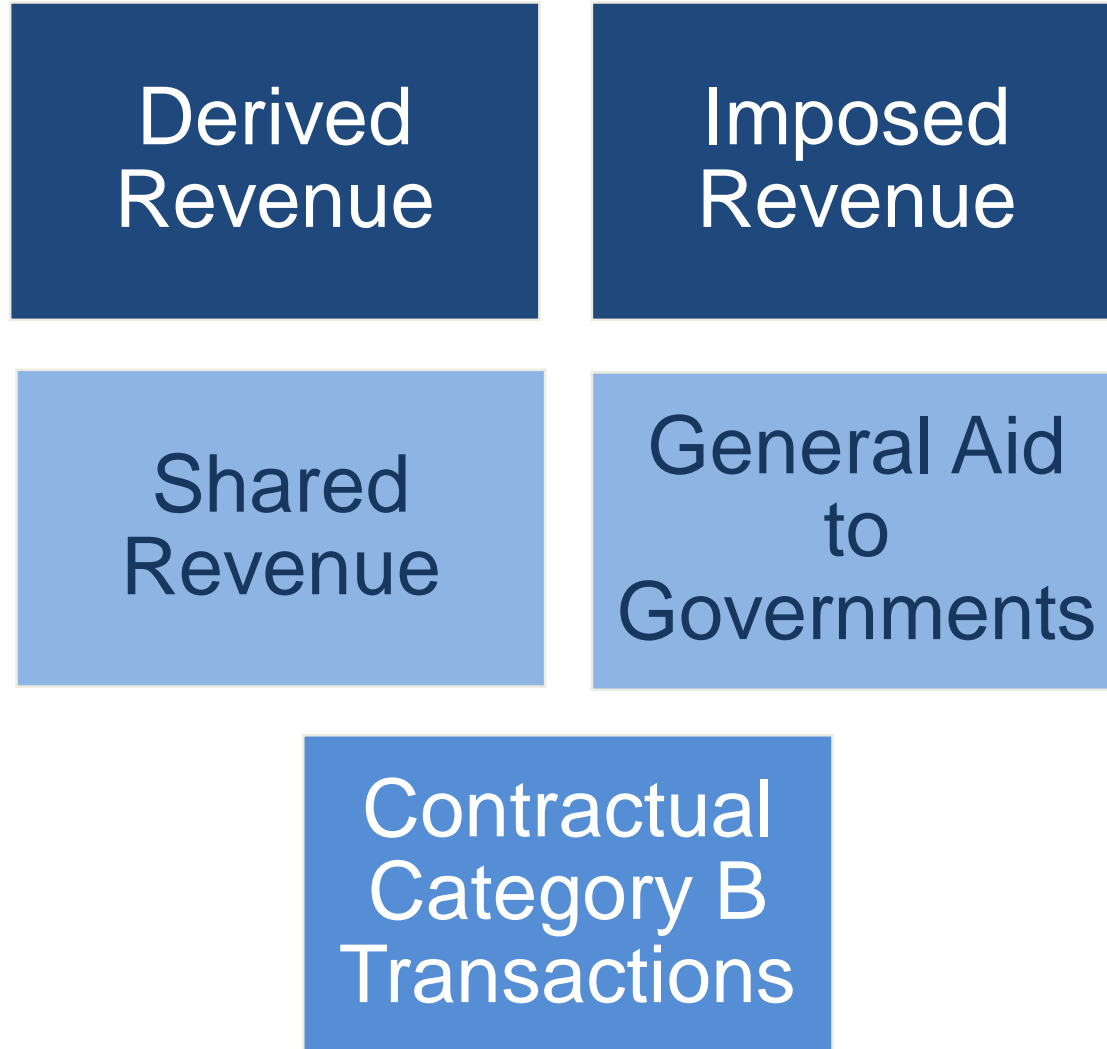 Derived
Revenue
Imposed
Revenue
Shared
Revenue
General Aid
to
Governments
Contractual
Category B
Transactions